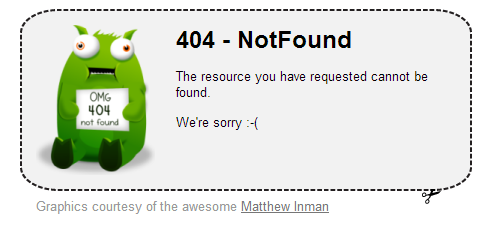 404 - NotFound
OMG
404
not found
The resource you have requested cannot be
found.
We're sorry :-(
Graphics courtesy of the awesome Matthew Inman